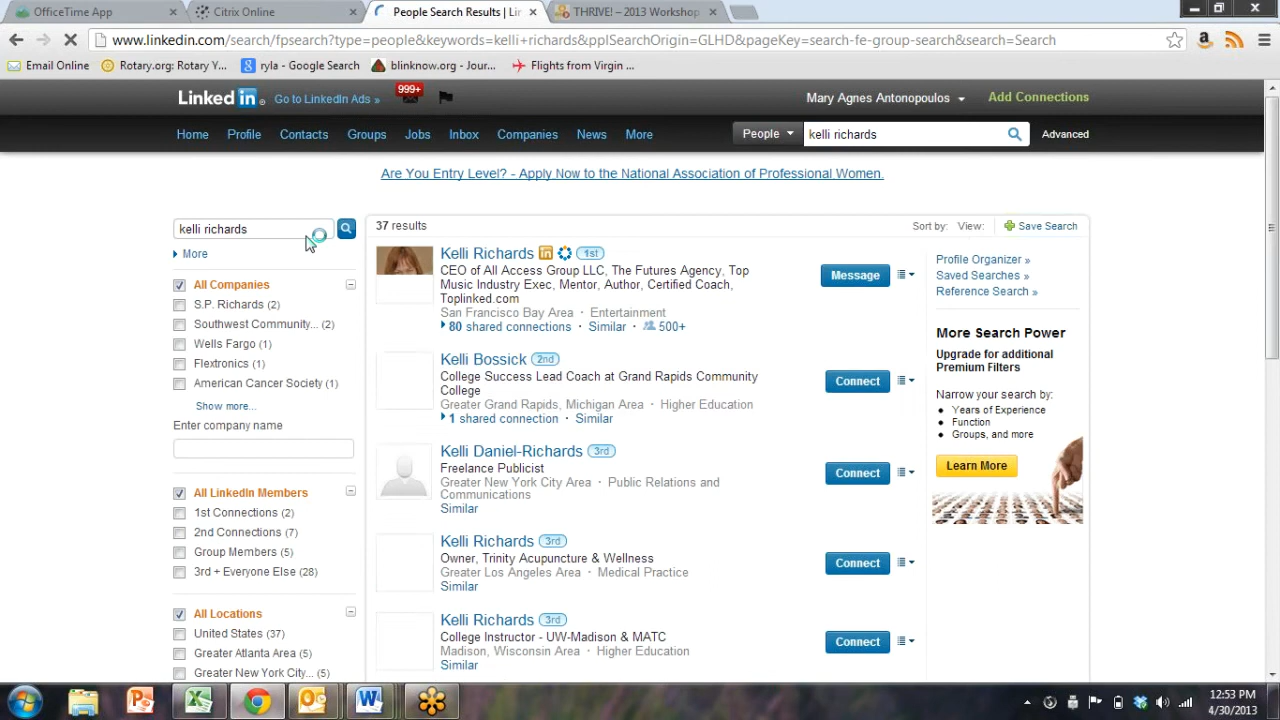 OfficeTime App
Citrix Online
People Search Results | Lin
THRIVE! – 2013 Workshop
www.linkedin.com/search/fpsearch?type=people&keywords=kelli+richards&pplSearchOrigin=GLHD&pageKey=search-fe-group-search&search=Search
Email Online
Rotary.org: Rotary Y...
ryla - Google Search
blinknow.org - Jour...
Flights from Virgin ...
Linked in
Go to LinkedIn Ads »
999+
Mary Agnes Antonopoulos
Add Connections
Home Profile Contacts Groups Jobs Inbox Companies News More
People
kelli richards
Advanced
Are You Entry Level? - Apply Now to the National Association of Professional Women.
kelli richards
More
All Companies
S.P. Richards (2)
Southwest Community... (2)
Wells Fargo (1)
Flextronics (1)
American Cancer Society (1)
Show more...
Enter company name
All LinkedIn Members
1st Connections (2)
2nd Connections (7)
Group Members (5)
3rd + Everyone Else (28)
All Locations
United States (37)
Greater Atlanta Area (5)
Greater New York City... (5)
37 results
Sort by: View: Save Search
Kelli Richards in 1st
CEO of All Access Group LLC, The Futures Agency, Top
Music Industry Exec, Mentor, Author, Certified Coach,
Toplinked.com
San Francisco Bay Area · Entertainment
80 shared connections · Similar · 500+
Message
Kelli Bossick 2nd
College Success Lead Coach at Grand Rapids Community
College
Greater Grand Rapids, Michigan Area · Higher Education
1 shared connection · Similar
Connect
Kelli Daniel-Richards 3rd
Freelance Publicist
Greater New York City Area · Public Relations and
Communications
Similar
Connect
Kelli Richards 3rd
Owner, Trinity Acupuncture & Wellness
Greater Los Angeles Area · Medical Practice
Similar
Connect
Kelli Richards 3rd
College Instructor - UW-Madison & MATC
Madison, Wisconsin Area · Higher Education
Similar
Connect
Profile Organizer »
Saved Searches »
Reference Search »
More Search Power
Upgrade for additional
Premium Filters
Narrow your search by:
Years of Experience
Function
Groups, and more
Learn More
12:53 PM
4/30/2013